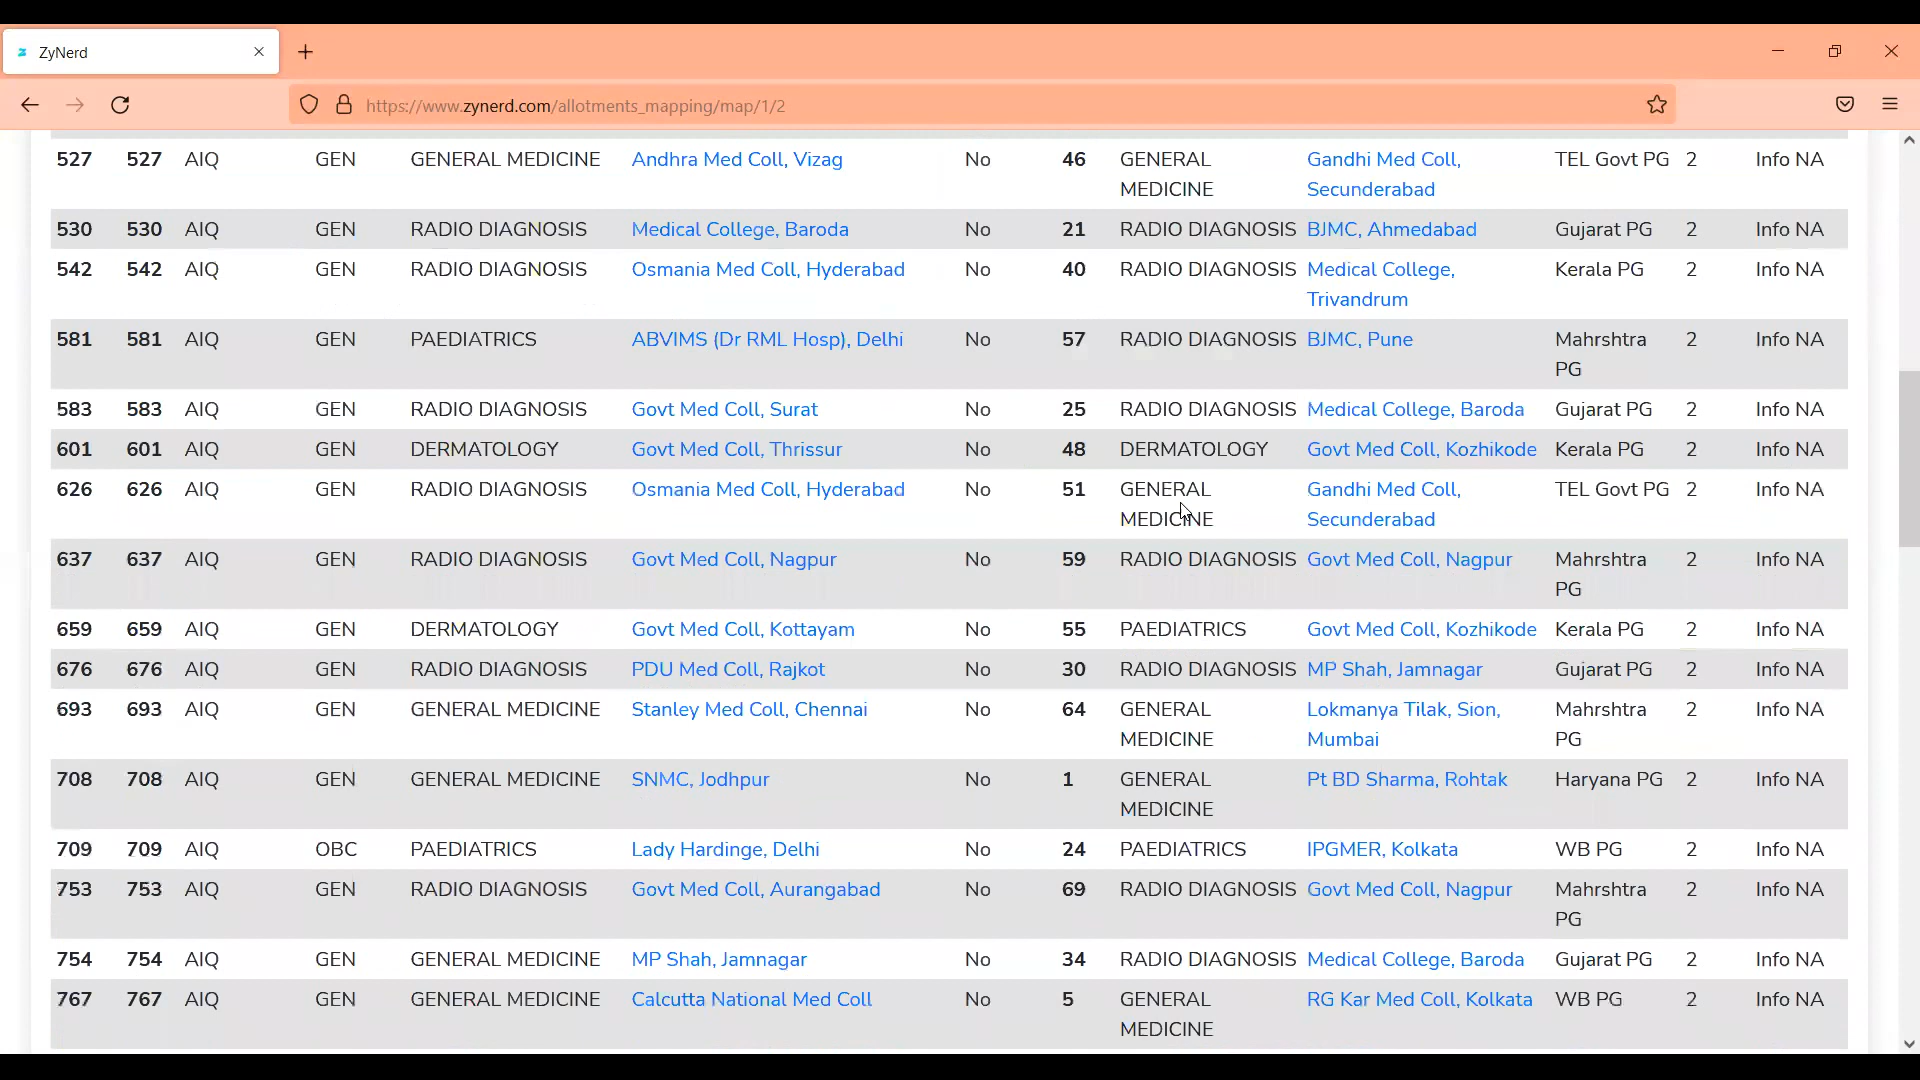 ZyNerd
https://www.zynerd.com/allotments_mapping/map/1/2
527 527 AIQ GEN GENERAL MEDICINE Andhra Med Coll, Vizag No 46 GENERAL MEDICINE Gandhi Med Coll, Secunderabad TEL Govt PG 2 Info NA
530 530 AIQ GEN RADIO DIAGNOSIS Medical College, Baroda No 21 RADIO DIAGNOSIS BJMC, Ahmedabad Gujarat PG 2 Info NA
542 542 AIQ GEN RADIO DIAGNOSIS Osmania Med Coll, Hyderabad No 40 RADIO DIAGNOSIS Medical College, Trivandrum Kerala PG 2 Info NA
581 581 AIQ GEN PAEDIATRICS ABVIMS (Dr RML Hosp), Delhi No 57 RADIO DIAGNOSIS BJMC, Pune Mahrshtra PG 2 Info NA
583 583 AIQ GEN RADIO DIAGNOSIS Govt Med Coll, Surat No 25 RADIO DIAGNOSIS Medical College, Baroda Gujarat PG 2 Info NA
601 601 AIQ GEN DERMATOLOGY Govt Med Coll, Thrissur No 48 DERMATOLOGY Govt Med Coll, Kozhikode Kerala PG 2 Info NA
626 626 AIQ GEN RADIO DIAGNOSIS Osmania Med Coll, Hyderabad No 51 GENERAL MEDICINE Gandhi Med Coll, Secunderabad TEL Govt PG 2 Info NA
637 637 AIQ GEN RADIO DIAGNOSIS Govt Med Coll, Nagpur No 59 RADIO DIAGNOSIS Govt Med Coll, Nagpur Mahrshtra PG 2 Info NA
659 659 AIQ GEN DERMATOLOGY Govt Med Coll, Kottayam No 55 PAEDIATRICS Govt Med Coll, Kozhikode Kerala PG 2 Info NA
676 676 AIQ GEN RADIO DIAGNOSIS PDU Med Coll, Rajkot No 30 RADIO DIAGNOSIS MP Shah, Jamnagar Gujarat PG 2 Info NA
693 693 AIQ GEN GENERAL MEDICINE Stanley Med Coll, Chennai No 64 GENERAL MEDICINE Lokmanya Tilak, Sion, Mumbai Mahrshtra PG 2 Info NA
708 708 AIQ GEN GENERAL MEDICINE SNMC, Jodhpur No 1 GENERAL MEDICINE Pt BD Sharma, Rohtak Haryana PG 2 Info NA
709 709 AIQ OBC PAEDIATRICS Lady Hardinge, Delhi No 24 PAEDIATRICS IPGMER, Kolkata WB PG 2 Info NA
753 753 AIQ GEN RADIO DIAGNOSIS Govt Med Coll, Aurangabad No 69 RADIO DIAGNOSIS Govt Med Coll, Nagpur Mahrshtra PG 2 Info NA
754 754 AIQ GEN GENERAL MEDICINE MP Shah, Jamnagar No 34 RADIO DIAGNOSIS Medical College, Baroda Gujarat PG 2 Info NA
767 767 AIQ GEN GENERAL MEDICINE Calcutta National Med Coll No 5 GENERAL MEDICINE RG Kar Med Coll, Kolkata WB PG 2 Info NA